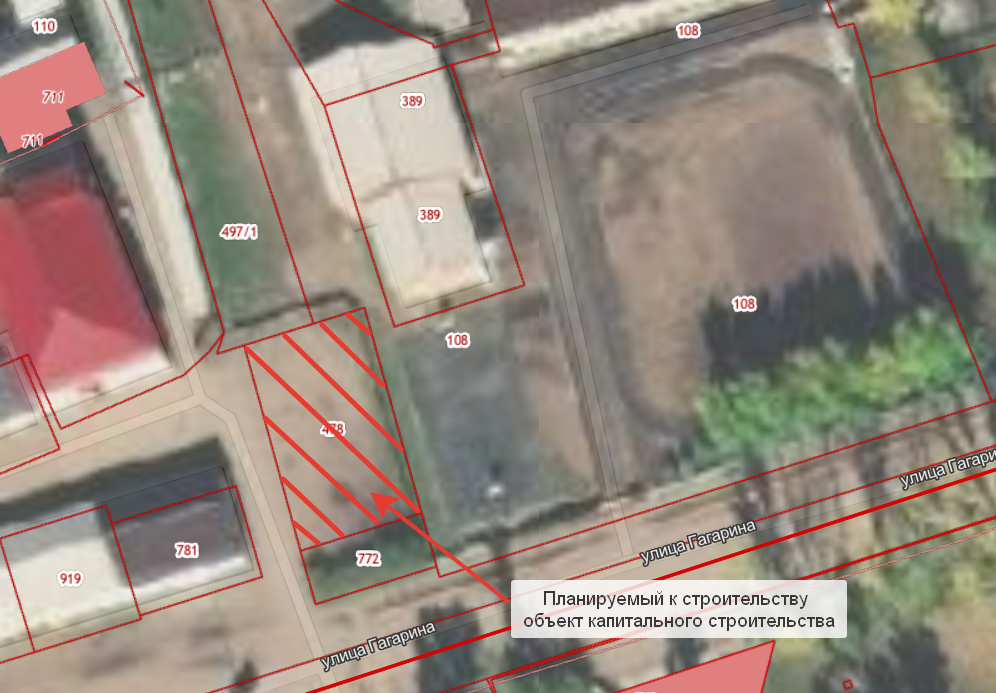 110
108
711
389
711
389
497/1
108
108
478
улица Гагари
улица Гагарина
772
781
919
Планируемый к строительству
объект капитального строительства
улица Гагарина